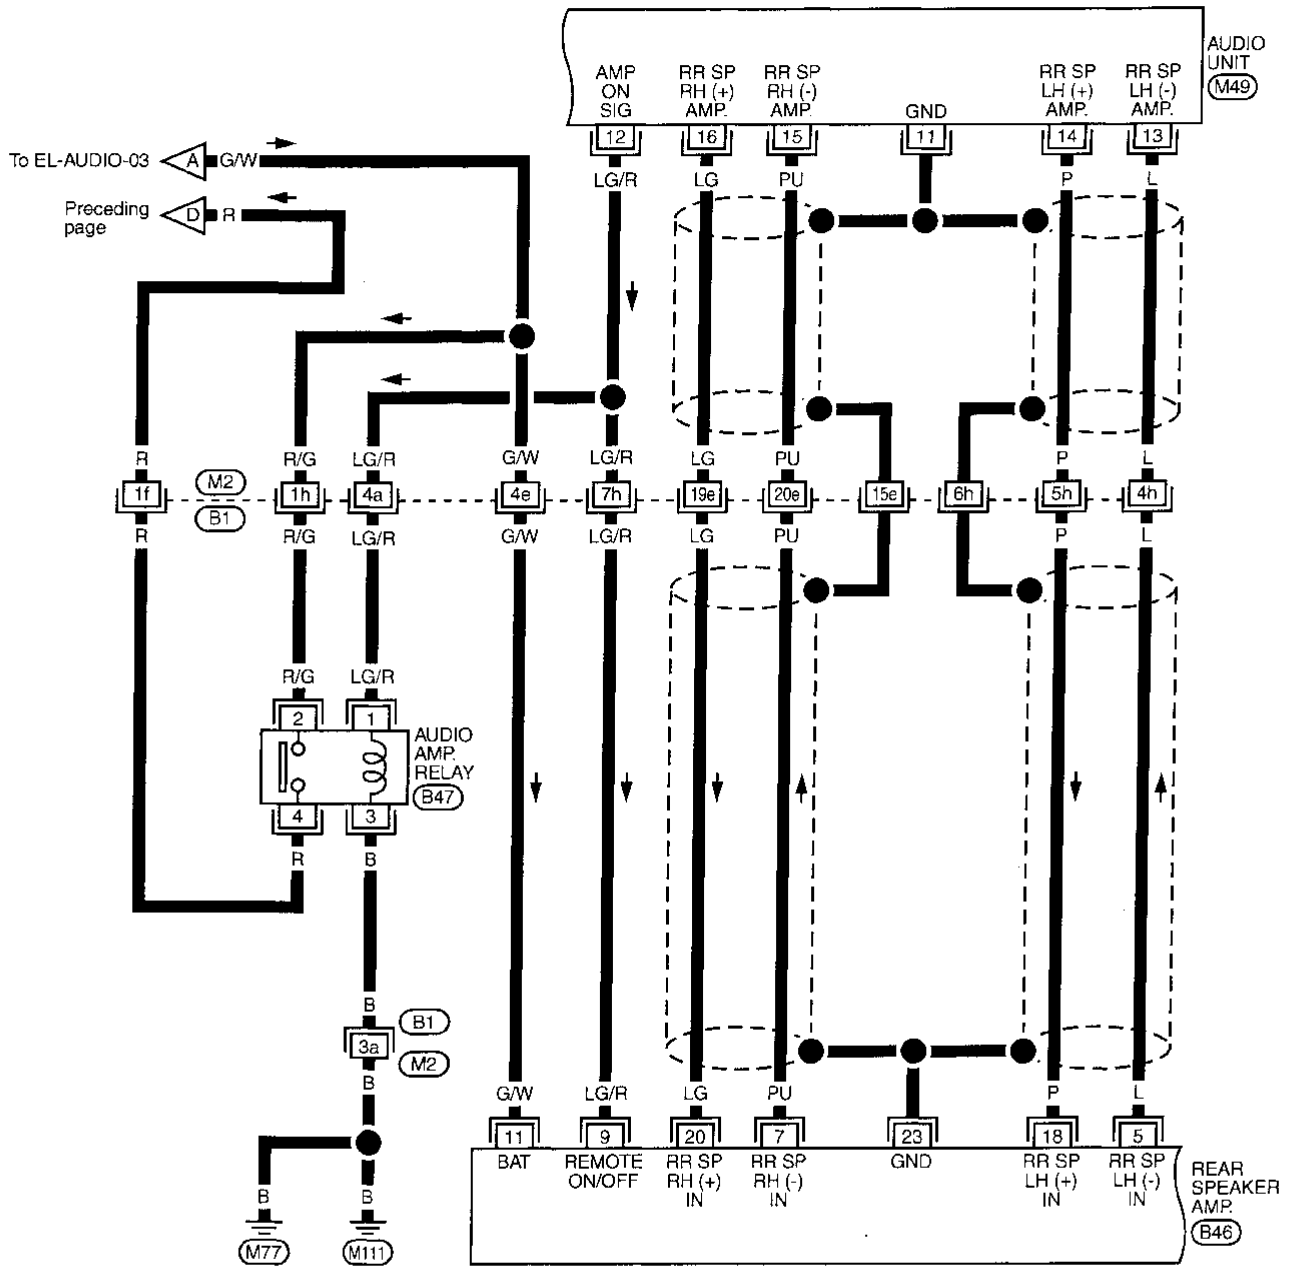 AUDIO
UNIT
M49
AMP
ON
SIG
RR SP
RH (+)
AMP.
RR SP
RH (-)
AMP.
GND
RR SP
LH (+)
AMP.
RR SP
LH (-)
AMP.
12
16
15
11
14
13
To EL-AUDIO-03
A
G/W
LG/R
LG
PU
P
L
Preceding
page
D
R
R
R/G
LG/R
G/W
LG/R
LG
PU
P
L
M2
1f
1h
4a
4e
7h
19e
20e
15e
6h
5h
4h
B1
R
R/G
LG/R
G/W
LG/R
LG
PU
P
L
R/G
LG/R
2
1
AUDIO
AMP.
RELAY
B47
4
3
R
B
B
B1
3a
M2
B
G/W
LG/R
LG
PU
P
L
11
9
20
7
23
18
5
BAT
REMOTE
ON/OFF
RR SP
RH (+)
IN
RR SP
RH (-)
IN
GND
RR SP
LH (+)
IN
RR SP
LH (-)
IN
REAR
SPEAKER
AMP.
B46
B
B
M77
M111